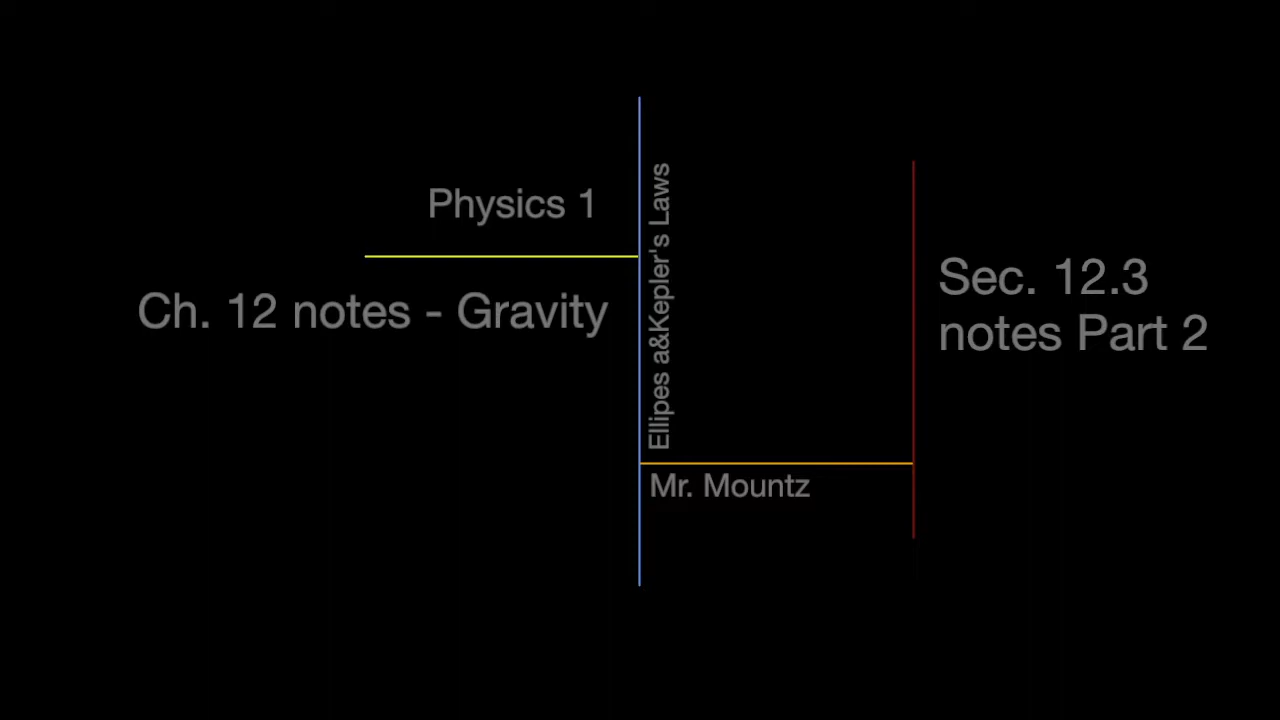 Physics 1
Ch. 12 notes - Gravity
Ellipes a&Kepler's Laws
Mr. Mountz
Sec. 12.3
notes Part 2